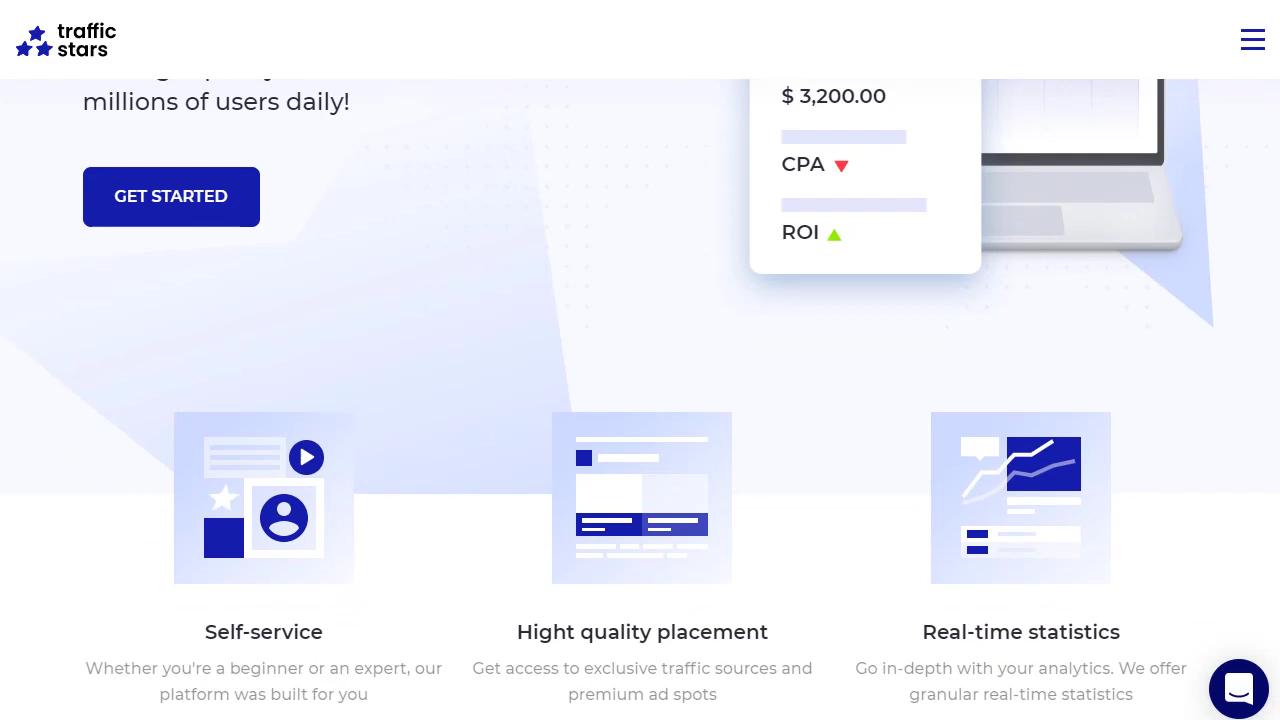 traffic
stars
millions of users daily!
GET STARTED
$ 3,200.00
CPA
ROI
Self-service
Whether you're a beginner or an expert, our
platform was built for you
Hight quality placement
Get access to exclusive traffic sources and
premium ad spots
Real-time statistics
Go in-depth with your analytics. We offer
granular real-time statistics